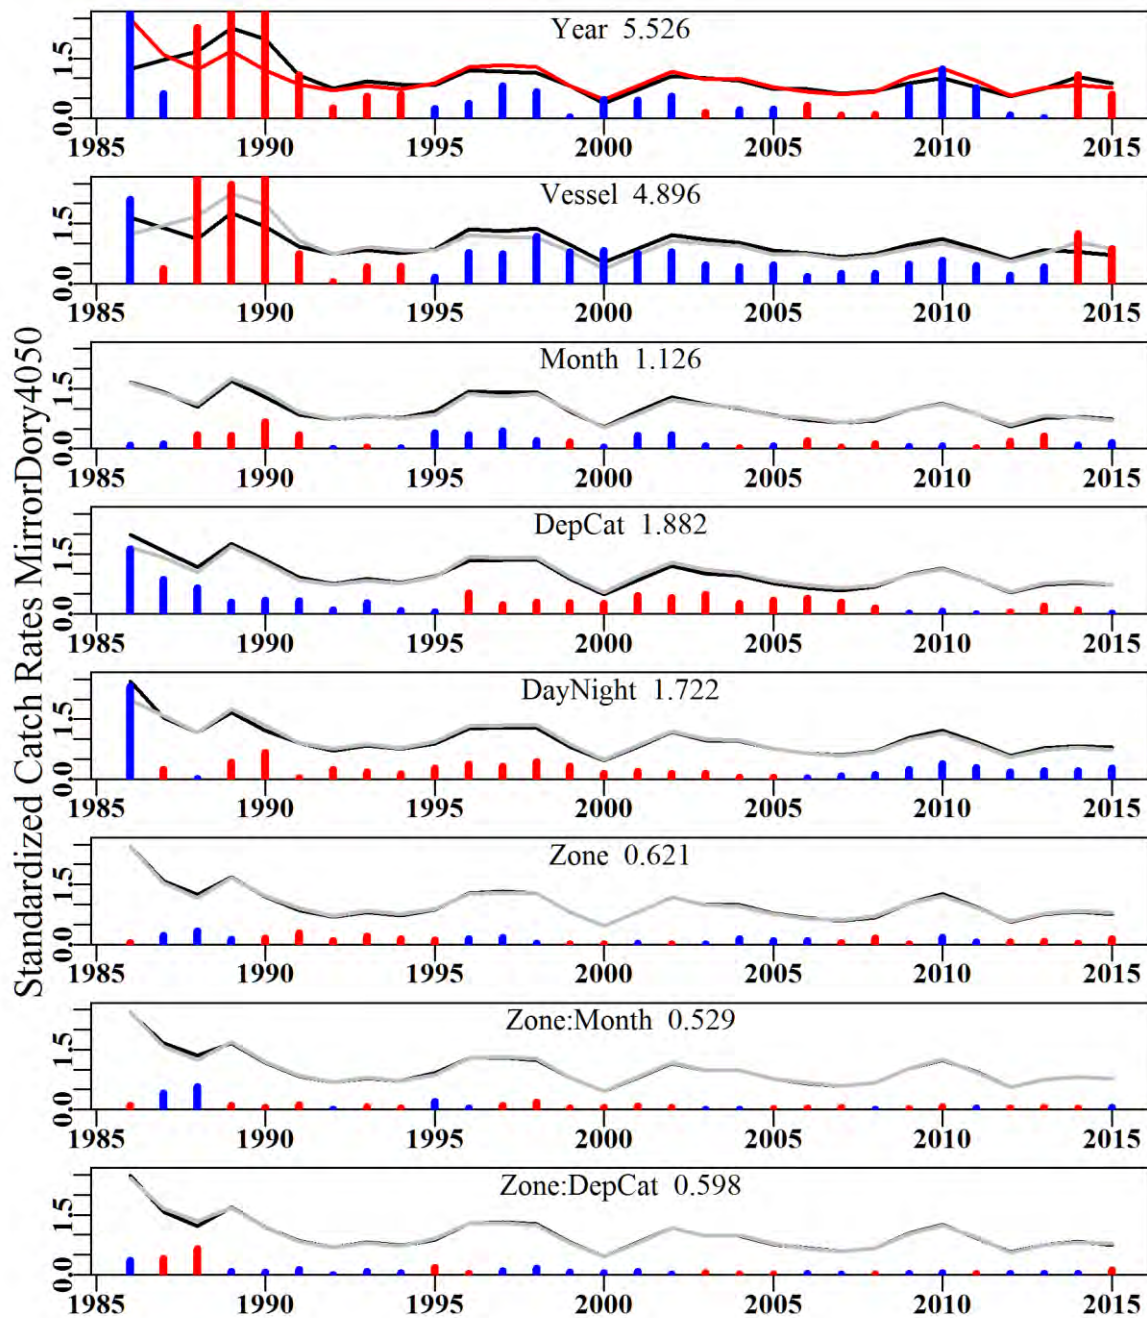 Standardized Catch Rates MirrorDory4050
Year 5.526
0.0 1.5
1985 1990 1995 2000 2005 2010 2015
Vessel 4.896
0.0 1.5
1985 1990 1995 2000 2005 2010 2015
Month 1.126
0.0 1.5
1985 1990 1995 2000 2005 2010 2015
DepCat 1.882
0.0 1.5
1985 1990 1995 2000 2005 2010 2015
DayNight 1.722
0.0 1.5
1985 1990 1995 2000 2005 2010 2015
Zone 0.621
0.0 1.5
1985 1990 1995 2000 2005 2010 2015
Zone:Month 0.529
0.0 1.5
1985 1990 1995 2000 2005 2010 2015
Zone:DepCat 0.598
0.0 1.5
1985 1990 1995 2000 2005 2010 2015